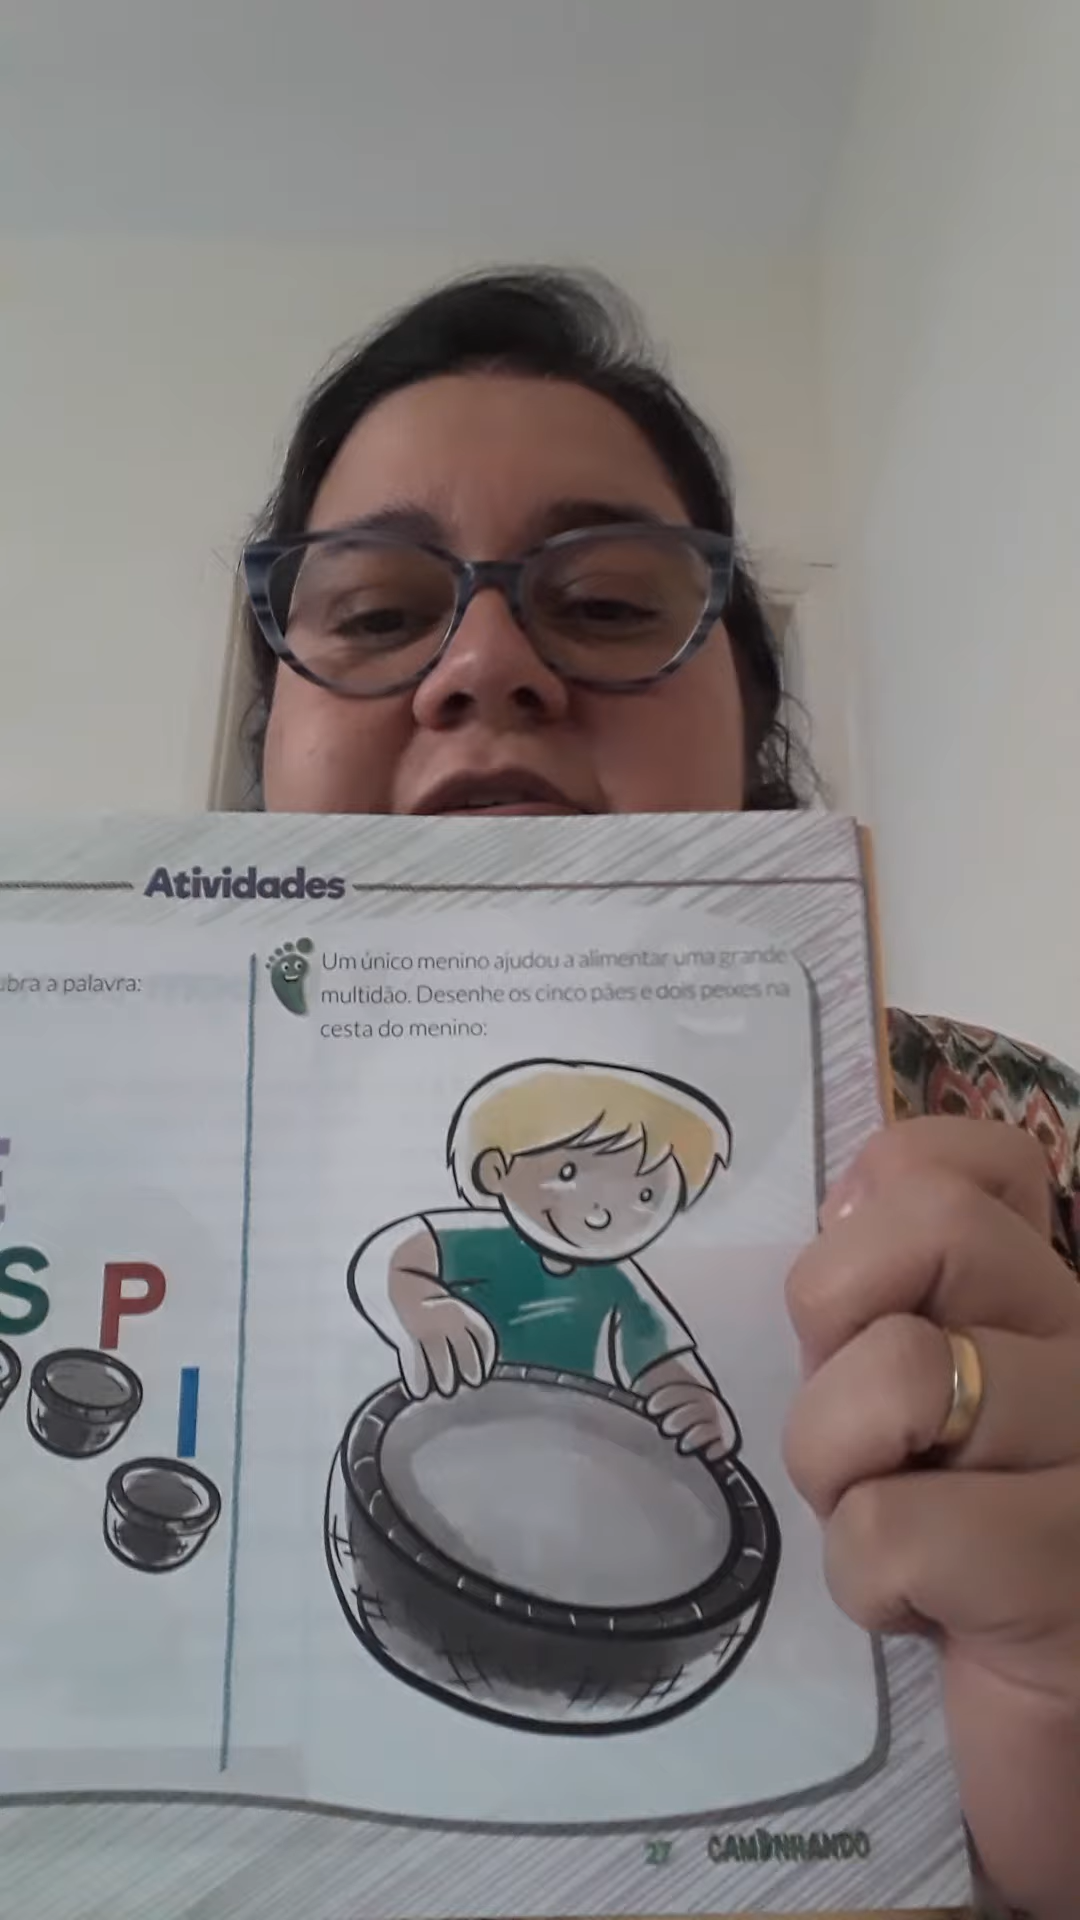 Atividades
ubra a palavra:
Um único menino ajudou a alimentar uma grande
multidão. Desenhe os cinco pães e dois peixes na
cesta do menino:
S P
I
27 CAMINHANDO